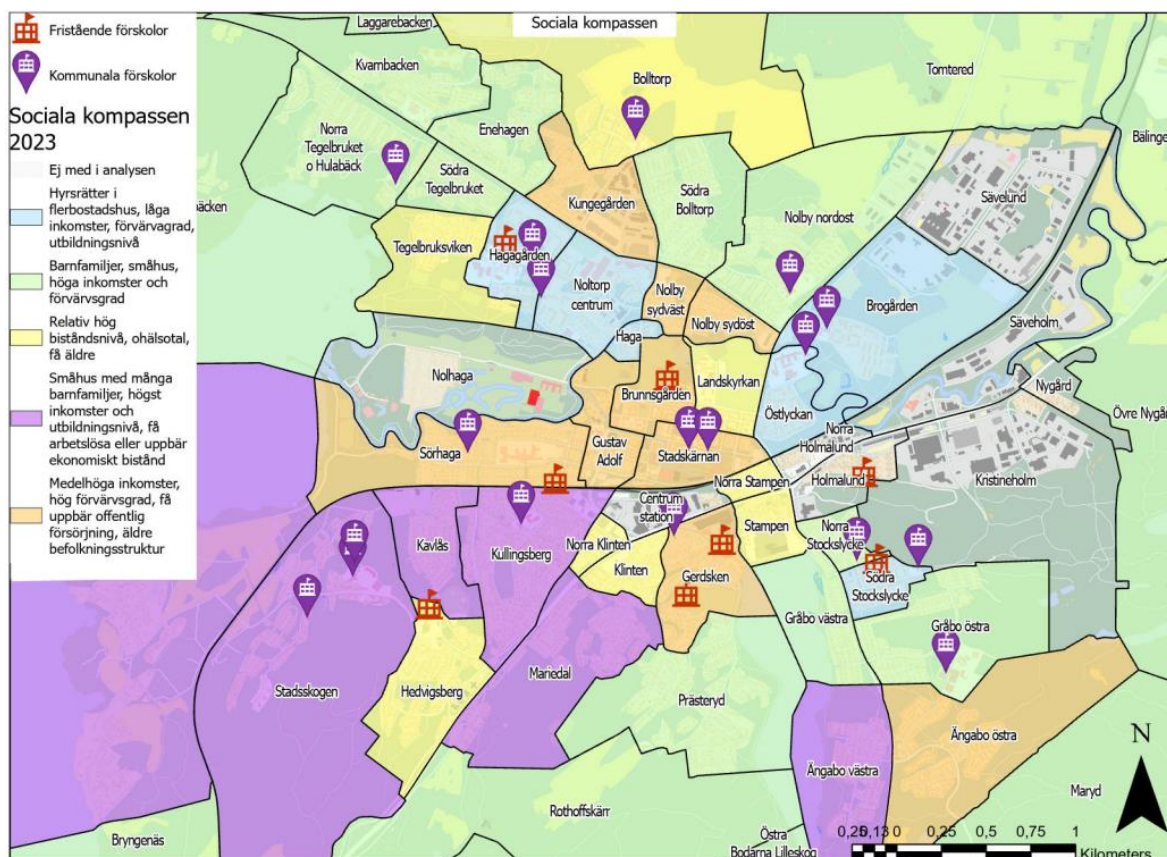 Sociala kompassen
Fristående förskolor
Kommunala förskolor
Sociala kompassen
2023
Ej med i analysen
Hyrsrätter i
flerbostadshus, låga
inkomster, förvärvagrad,
utbildningsnivå
Barnfamiljer, småhus,
höga inkomster och
förvärvsgrad
Relativ hög
biståndsnivå, ohälsotal,
få äldre
Småhus med många
barnfamiljer, högst
inkomster och
utbildningsnivå, få
arbetslösa eller uppbär
ekonomiskt bistånd
Medelhöga inkomster,
hög förvärvsgrad, få
uppbär offentlig
försörjning, äldre
befolkningsstruktur
Laggarebacken
Kvarnbacken
Bolltorp
Tomtered
Bälinge
Norra
Tegelbruket
o Hulabäck
Enehagen
Södra
Tegelbruket
Kungegården
Södra
Bolltorp
Nolby nordost
Sävelund
bäcken
Tegelbruksviken
Hagagården
Noltorp
centrum
Nolby
sydväst
Nolby sydöst
Brogården
Säveholm
Haga
Nolhaga
Brunnsgården
Landskyrkan
Östlyckan
Nygård
Övre Nygår
Sörhaga
Gustav
Adolf
Stadskärnan
Norra
Holmalund
Holmalund
Kristineholm
Norra Stampen
Centrum
station
Stampen
Norra
Stockslycke
Kavlås
Kullingsberg
Norra Klinten
Klinten
Gerdsken
Södra
Stockslycke
Gråbo västra
Gråbo östra
Stadsskogen
Hedvigsberg
Mariedal
Prästeryd
Ängabo östra
Ängabo västra
Maryd
Rothoffskärr
Bryngenäs
Östra
Bodarna Lilleskog
N
0,25 0,13 0 0,25 0,5 0,75 1
Kilometers